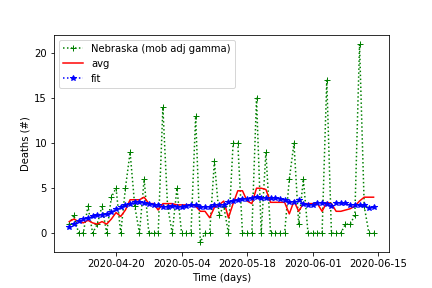 Nebraska (mob adj gamma)
avg
fit
Deaths (#)
20
15
10
5
0
2020-04-20 2020-05-04 2020-05-18 2020-06-01 2020-06-15
Time (days)